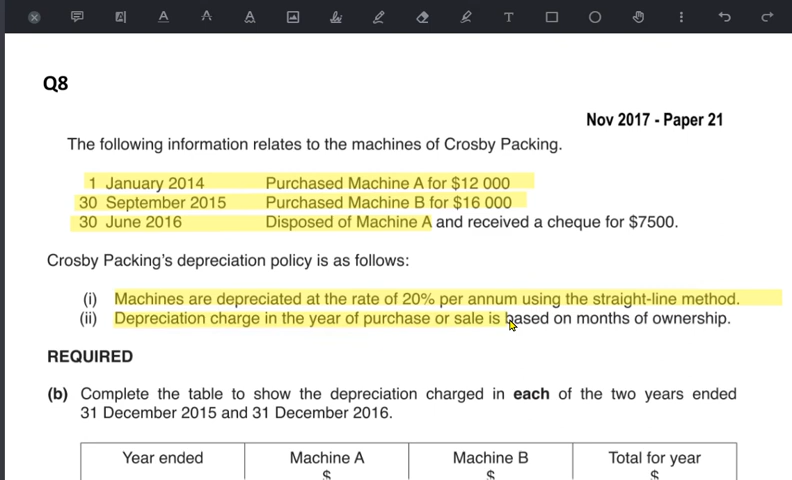 Q8
Nov 2017 - Paper 21
The following information relates to the machines of Crosby Packing.
1 January 2014 Purchased Machine A for $12 000
30 September 2015 Purchased Machine B for $16 000
30 June 2016 Disposed of Machine A and received a cheque for $7500.
Crosby Packing's depreciation policy is as follows:
(i) Machines are depreciated at the rate of 20% per annum using the straight-line method.
(ii) Depreciation charge in the year of purchase or sale is based on months of ownership.
REQUIRED
(b) Complete the table to show the depreciation charged in each of the two years ended
31 December 2015 and 31 December 2016.
Year ended Machine A Machine B Total for year
$ $ $